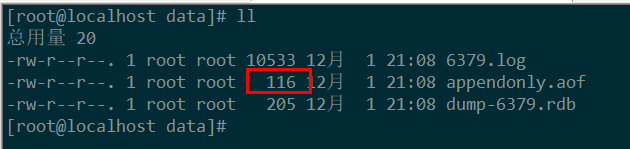 [root@localhost data]# ll
总用量 20
-rw-r--r--. 1 root root 10533 12月  1 21:08 6379.log
-rw-r--r--. 1 root root   116 12月  1 21:08 appendonly.aof
-rw-r--r--. 1 root root   205 12月  1 21:08 dump-6379.rdb
[root@localhost data]#